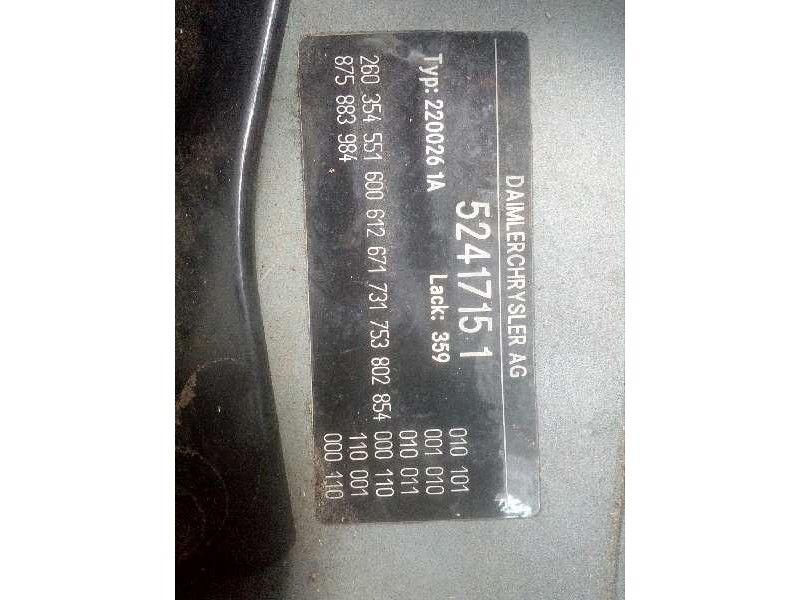 DAIMLERCHRYSLER AG
010 101
5241715 1
001 010
Typ: 220026 1A Lack: 359
010 011
260 354 551 600 612 671 731 753 802 854
000 110
875 883 984
110 001
000 110